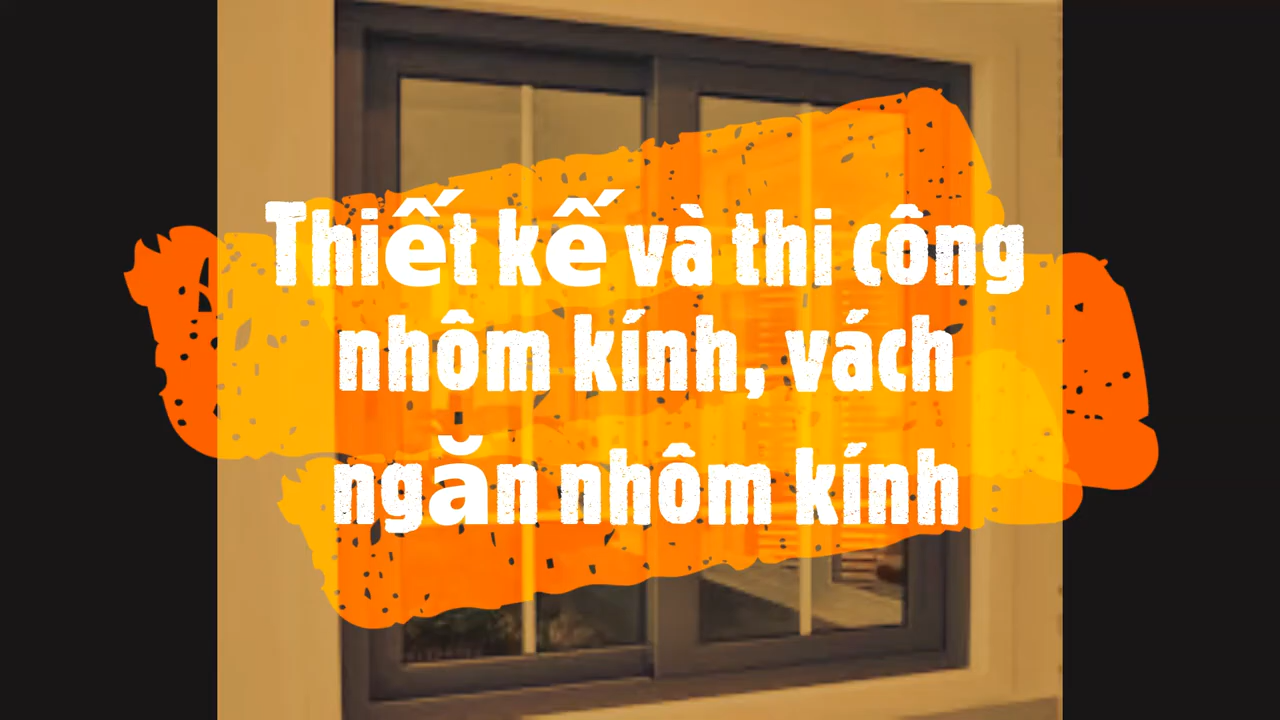 Thiết kế và thi công
nhôm kính, vách
ngăn nhôm kính